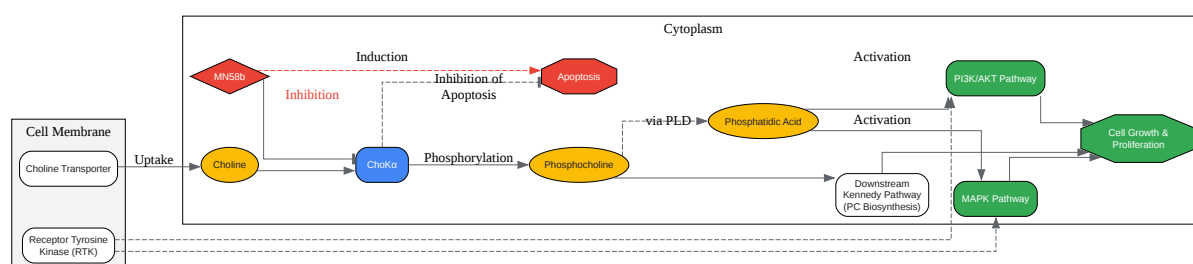 Cytoplasm
Induction
Activation
MN58b
Inhibition of
Apoptosis
Apoptosis
PI3K/AKT Pathway
Inhibition
Cell Membrane
via PLD
Phosphatidic Acid
Activation
Cell Growth &
Proliferation
Choline Transporter
Uptake
Choline
ChoKα
Phosphorylation
Phosphocholine
Downstream
Kennedy Pathway
(PC Biosynthesis)
MAPK Pathway
Receptor Tyrosine
Kinase (RTK)